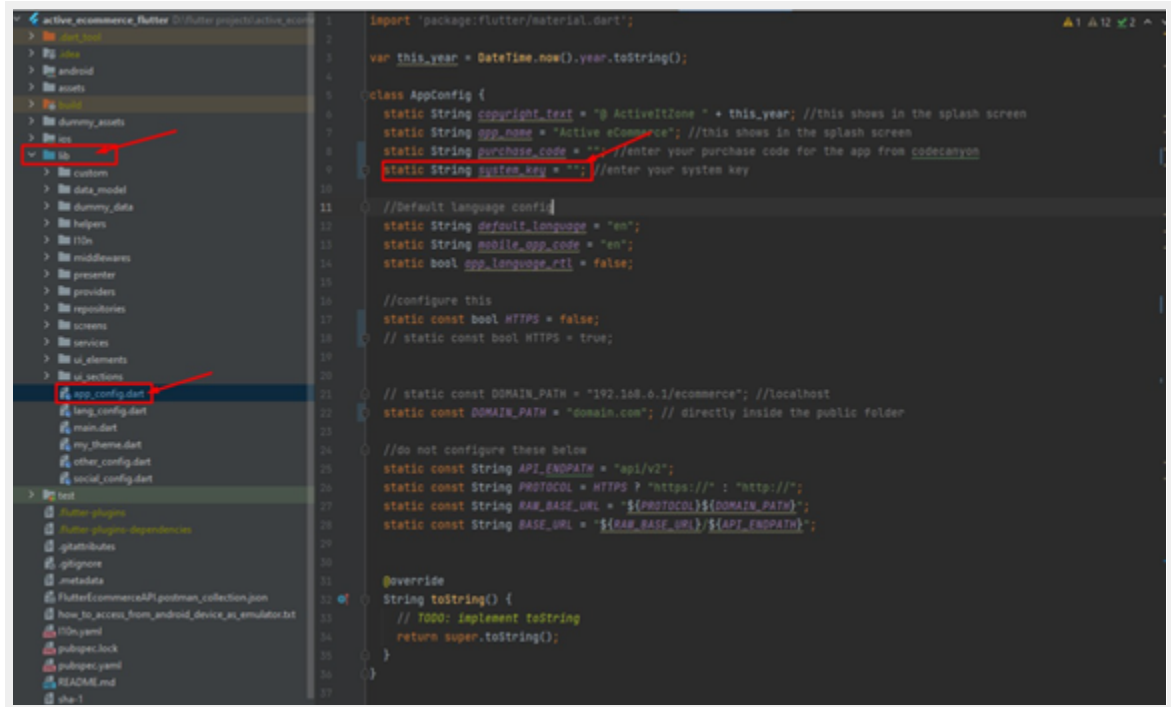 active_ecommerce_flutter D:\flutter projects\active_ecom
.dart_tool
.idea
android
assets
build
dummy_assets
ios
lib
custom
data_model
dummy_data
helpers
l10n
middlewares
presenter
providers
repositories
screens
services
ui_elements
ui_sections
app_config.dart
lang_config.dart
main.dart
my_theme.dart
other_config.dart
social_config.dart
test
.flutter-plugins
.flutter-plugins-dependencies
.gitattributes
.gitignore
.metadata
FlutterEcommerceAPI.postman_collection.json
how_to_access_from_android_device_as_emulator.txt
l10n.yaml
pubspec.lock
pubspec.yaml
README.md
sha-1
1 import 'package:flutter/material.dart';
2
3 var this_year = DateTime.now().year.toString();
4
5 class AppConfig {
6 static String copyright_text = "@ ActiveItZone " + this_year; //this shows in the splash screen
7 static String app_name = "Active eCommerce"; //this shows in the splash screen
8 static String purchase_code = ""; //enter your purchase code for the app from codecanyon
9 static String system_key = ""; //enter your system key
10
11 //Default language config
12 static String default_language = "en";
13 static String mobile_app_code = "en";
14 static bool app_language_rtl = false;
15
16 //configure this
17 static const bool HTTPS = false;
18 // static const bool HTTPS = true;
19
20
21 // static const DOMAIN_PATH = "192.168.6.1/ecommerce"; //localhost
22 static const DOMAIN_PATH = "domain.com"; // directly inside the public folder
23
24 //do not configure these below
25 static const String API_ENDPATH = "api/v2";
26 static const String PROTOCOL = HTTPS ? "https://" : "http://";
27 static const String RAW_BASE_URL = "${PROTOCOL}${DOMAIN_PATH}";
28 static const String BASE_URL = "${RAW_BASE_URL}/${API_ENDPATH}";
29
30
31 @override
32 String toString() {
33 // TODO: implement toString
34 return super.toString();
35 }
36 }
37
1 12 2